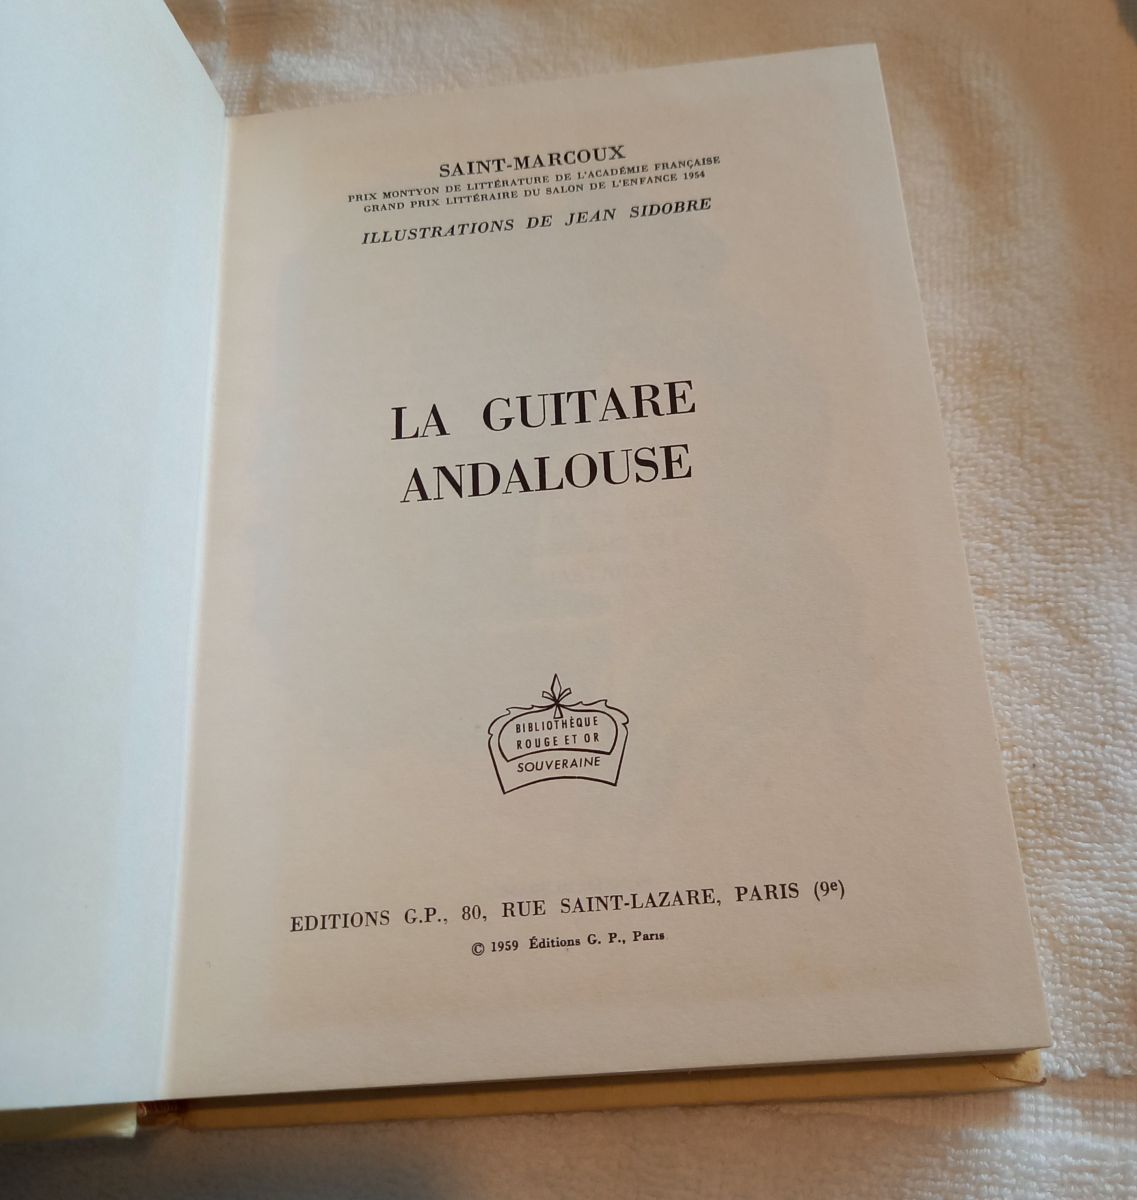 SAINT-MARCOUX
PRIX MONTYON DE LITTÉRATURE DE L'ACADÉMIE FRANÇAISE
GRAND PRIX LITTÉRAIRE DU SALON DE L'ENFANCE 1954
ILLUSTRATIONS DE JEAN SIDOBRE
LA GUITARE
ANDALOUSE
BIBLIOTHÈQUE
ROUGE ET OR
SOUVERAINE
EDITIONS G.P., 80, RUE SAINT-LAZARE, PARIS (9e)
© 1959 Éditions G. P., Paris